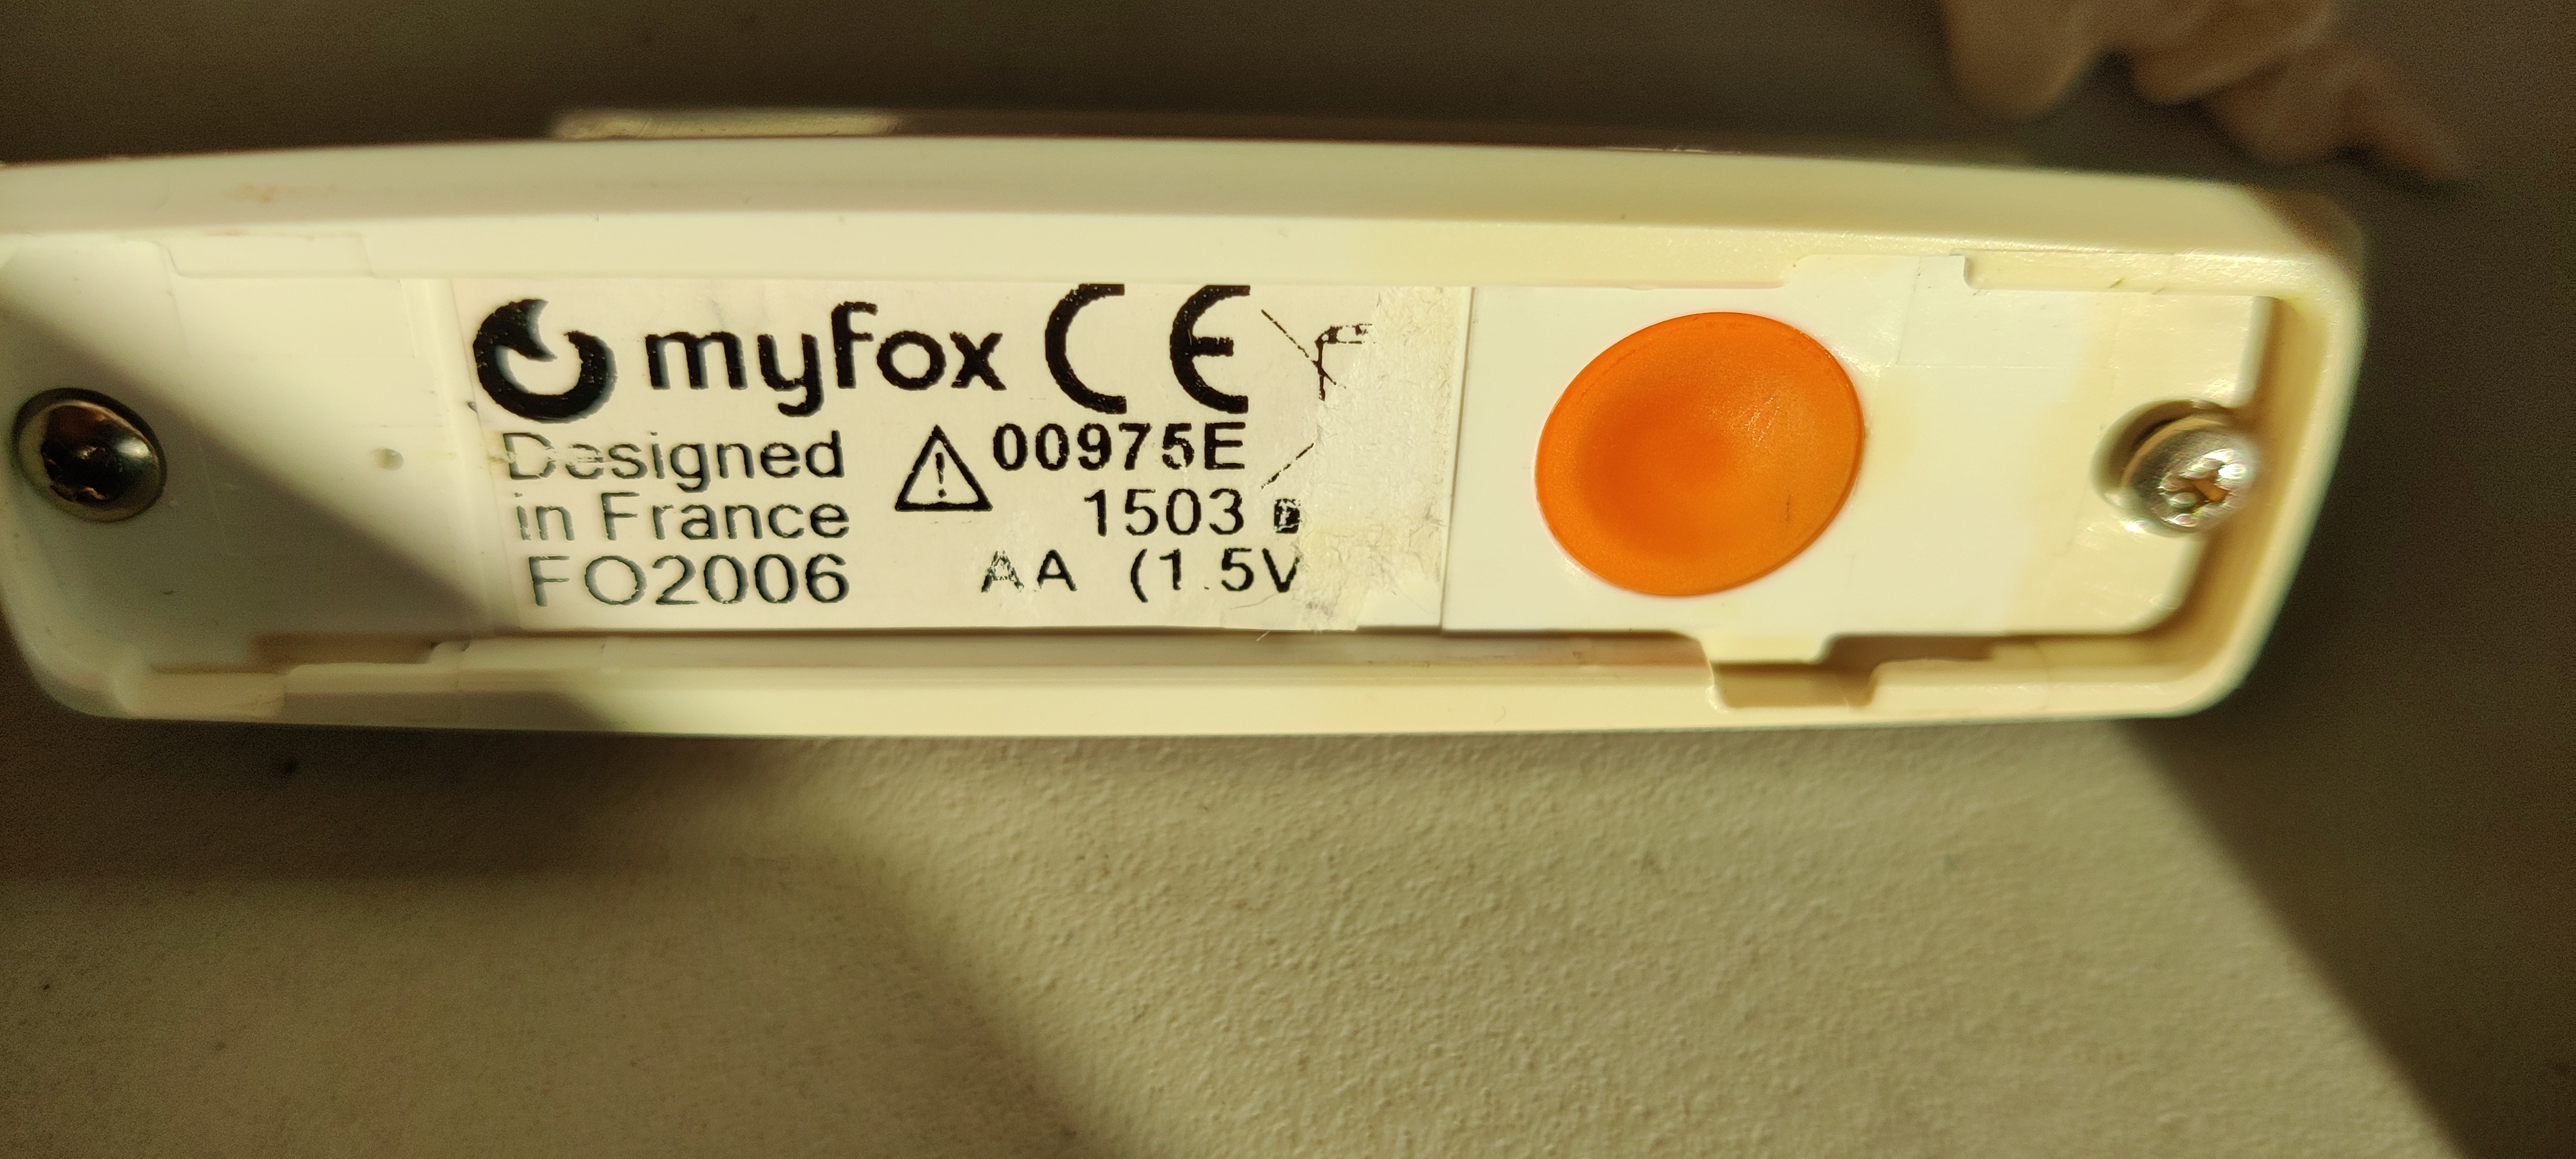 myfox CE
Designed 00975E
in France 1503
FO2006 AA (1.5V